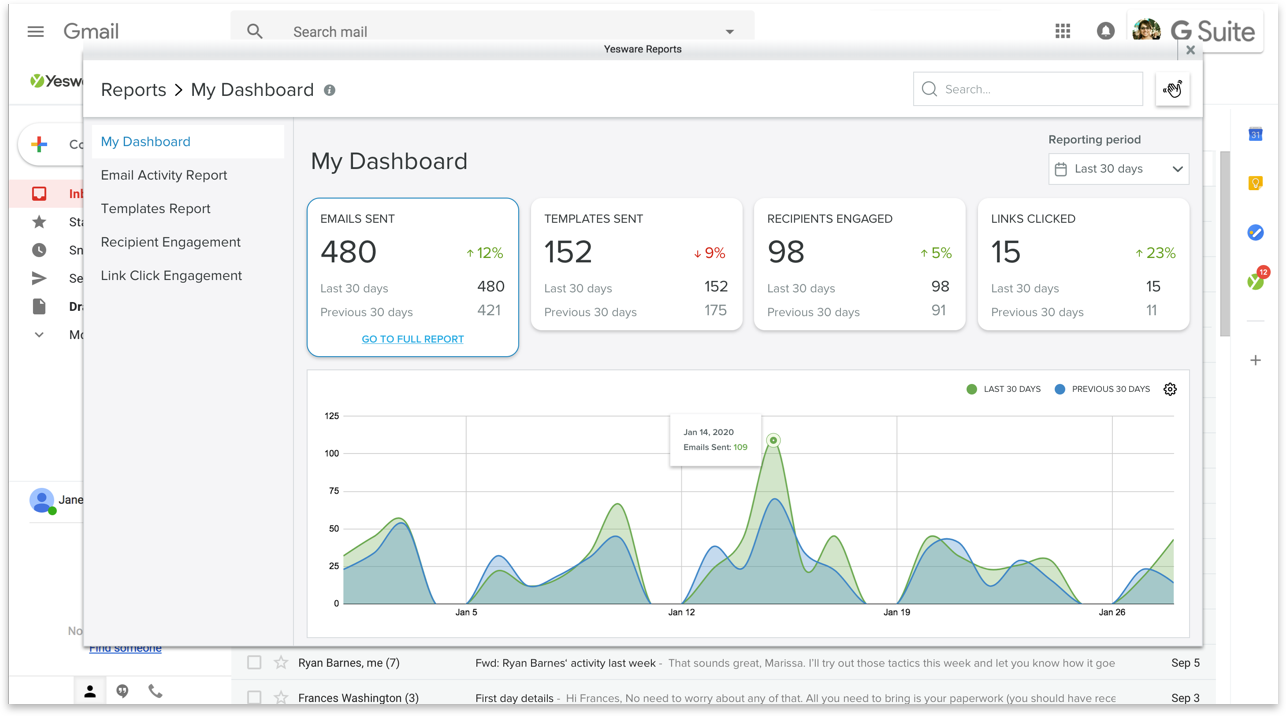 Gmail
Search mail
G Suite
Yesware Reports
Reports > My Dashboard
Search...
My Dashboard
Email Activity Report
Templates Report
Recipient Engagement
Link Click Engagement
My Dashboard
Reporting period
Last 30 days
EMAILS SENT
480
↑ 12%
Last 30 days 480
Previous 30 days 421
GO TO FULL REPORT
TEMPLATES SENT
152
↓ 9%
Last 30 days 152
Previous 30 days 175
RECIPIENTS ENGAGED
98
↑ 5%
Last 30 days 98
Previous 30 days 91
LINKS CLICKED
15
↑ 23%
Last 30 days 15
Previous 30 days 11
LAST 30 DAYS PREVIOUS 30 DAYS
125
100
75
50
25
0
Jan 14, 2020
Emails Sent: 109
Jan 5 Jan 12 Jan 19 Jan 26
31
12
Jane
No
Find someone
Ryan Barnes, me (7) Fwd: Ryan Barnes' activity last week - That sounds great, Marissa. I'll try out those tactics this week and let you know how it goe Sep 5
Frances Washington (3) First day details - Hi Frances, No need to worry about any of that. All you need to bring is your paperwork (you should have rece Sep 3